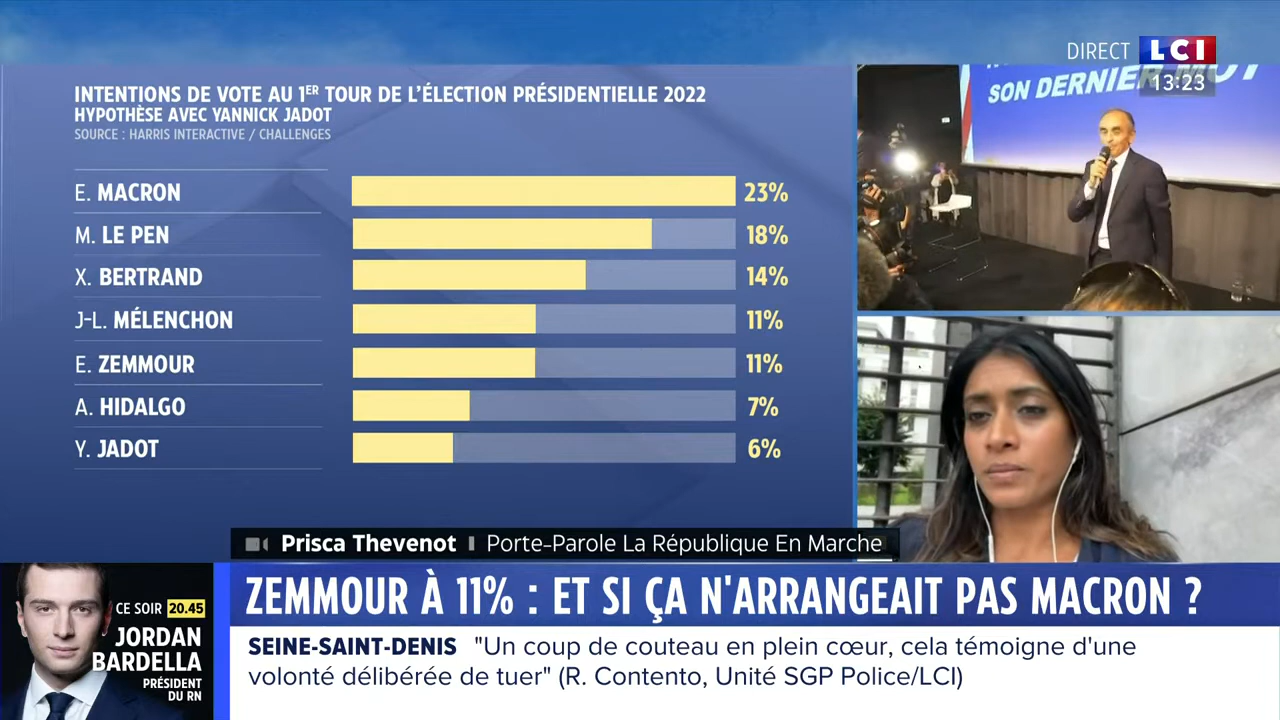 DIRECT LCI
13:23
SON DERNIER MOT
INTENTIONS DE VOTE AU 1ER TOUR DE L'ÉLECTION PRÉSIDENTIELLE 2022
HYPOTHÈSE AVEC YANNICK JADOT
SOURCE : HARRIS INTERACTIVE / CHALLENGES
E. MACRON 23%
M. LE PEN 18%
X. BERTRAND 14%
J-L. MÉLENCHON 11%
E. ZEMMOUR 11%
A. HIDALGO 7%
Y. JADOT 6%
Prisca Thevenot Porte-Parole La République En Marche
CE SOIR 20.45
JORDAN
BARDELLA
PRÉSIDENT
DU RN
ZEMMOUR À 11% : ET SI ÇA N'ARRANGEAIT PAS MACRON ?
SEINE-SAINT-DENIS "Un coup de couteau en plein cœur, cela témoigne d'une
volonté délibérée de tuer" (R. Contento, Unité SGP Police/LCI)